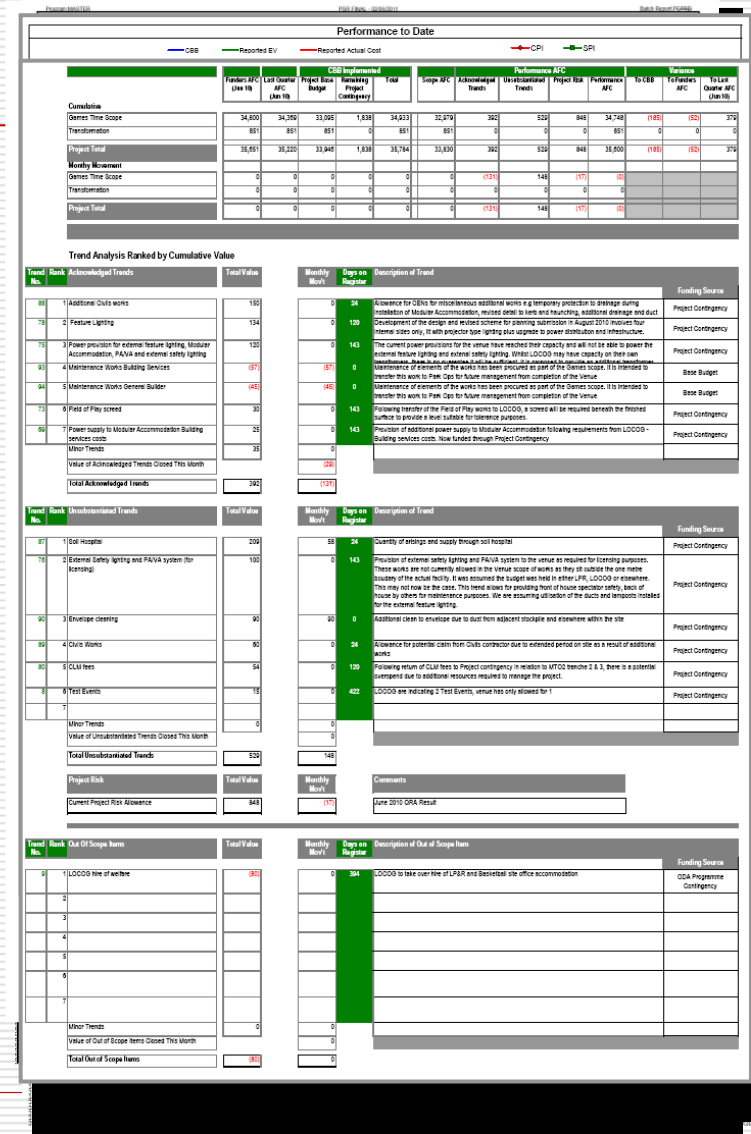 Program MASTER PSR FINAL - 02/06/2011 Batch Report
Performance to Date
CBB Reported EV Reported Actual Cost CPI SPI
CBB Implemented Performance AFC Variance
Funders AFC (Jun 10) Last Quarter AFC (Jun 10) Project Base Budget Remaining Project Contingency Total Scope AFC Acknowledged Trends Unsubstantiated Trends Project Risk Performance AFC To CBB To Funders AFC To Last Quarter AFC (Jun 10)
Cumulative
Games Time Scope 34,800 34,369 33,095 1,838 34,933 32,979 392 529 848 34,748 (185) (52) 379
Transformation 851 851 851 0 851 851 0 0 0 851 0 0 0
Project Total 35,651 35,220 33,946 1,838 35,784 33,830 392 529 848 35,600 (185) (52) 379
Monthy Movement
Games Time Scope 0 0 0 0 0 0 (131) 148 (17) (0)
Transformation 0 0 0 0 0 0 0 0 0 0
Project Total 0 0 0 0 0 0 (131) 148 (17) (0)
Trend Analysis Ranked by Cumulative Value
Trend No. Rank Acknowledged Trends Total Value Monthly Mov't Days on Register Description of Trend
Funding Source
88 1 Additional Civils works 150 0 24 Allowance for CENs for miscellaneous additional works e.g temporary protection to drainage during
installation of Modular Accommodation, revised detail to kerb and haunching, additional drainage and duct
Project Contingency
78 2 Feature Lighting 134 0 120 Development of the design and revised scheme for planning submission in August 2010 involves four
internal sides only, lit with projector type lighting plus upgrade to power distribution and infrastructure.
Project Contingency
75 3 Power provision for external feature lighting, Modular
Accommodation, PA/VA and external safety lighting 120 0 143 The current power provisions for the venue have reached their capacity and will not be able to power the
external feature lighting and extenal safety lighting. Whilst LOCOG may have capacity on their own
Project Contingency
93 4 Maintenance Works Building Services (57) (57) 0 Maintenance of elements of the works has been procured as part of the Games scope. It is intended to
transfer this work to Park Ops for future management from completion of the Venue
Base Budget
94 5 Maintenance Works General Builder (45) (45) 0 Maintenance of elements of the works has been procured as part of the Games scope. It is intended to
transfer this work to Park Ops for future management from completion of the Venue
Base Budget
73 6 Field of Play screed 30 0 143 Following transfer of the Field of Play works to LOCOG, a screed will be required beneath the finished
surface to provide a level suitable for tolerance purposes.
Project Contingency
69 7 Power supply to Modular Accommodation Building
services costs 25 0 143 Provision of additional power supply to Modular Accommodation following requirements from LOCOG -
Building services costs. Now funded through Project Contingency
Project Contingency
Minor Trends 35 0
Value of Acknowledged Trends Closed This Month (29)
Total Acknowledged Trends 392 (131)
Trend No. Rank Unsubstantiated Trends Total Value Monthly Mov't Days on Register Description of Trend
Funding Source
87 1 Soil Hospital 209 58 24 Quantity of arisings and supply through soil hospital Project Contingency
76 2 External Safety lighting and PA/VA system (for
licensing) 100 0 143 Provision of external safety lighting and PA/VA system to the venue as required for licensing purposes.
These works are not currently allowed in the Venue scope of works as they sit outside the one metre
boudary of the actual facility. It was assumed the budget was held in either LPR, LOCOG or elsewhere.
This may not now be the case. This trend allows for providing front of house spectator safety, back of
house by others for maintenance purposes. We are assuming utilisation of the ducts and lamposts installed
for the external feature lighting.
Project Contingency
90 3 Envelope cleaning 90 90 0 Additional clean to envelope due to dust from adjacent stockpile and elsewhere within the site Project Contingency
89 4 Civils Works 60 0 24 Allowance for potential claim from Civils contractor due to extended period on site as a result of additional
works
Project Contingency
80 5 CLM fees 54 0 120 Following return of CLM fees to Project contingency in relation to MTO2 tranche 2 & 3, there is a potential
overspend due to additional resources required to manage the project.
Project Contingency
8 6 Test Events 15 0 422 LOCOG are indicating 2 Test Events, venue has only allowed for 1 Project Contingency
7
Minor Trends 0 0
Value of Unsubstantiated Trends Closed This Month 0
Total Unsubstantiated Trends 529 148
Project Risk Total Value Monthly Mov't Comments
Current Project Risk Allowance 848 (17) June 2010 QRA Result
Trend No. Rank Out Of Scope Items Total Value Monthly Mov't Days on Register Description of Out of Scope Item
Funding Source
9 1 LOCOG hire of welfare (80) 0 394 LOCOG to take over hire of LP&R and Basketball site office accommodation ODA Programme
Contingency
2
3
4
5
6
7
Minor Trends 0 0
Value of Out of Scope Items Closed This Month 0
Total Out of Scope Items (80) 0